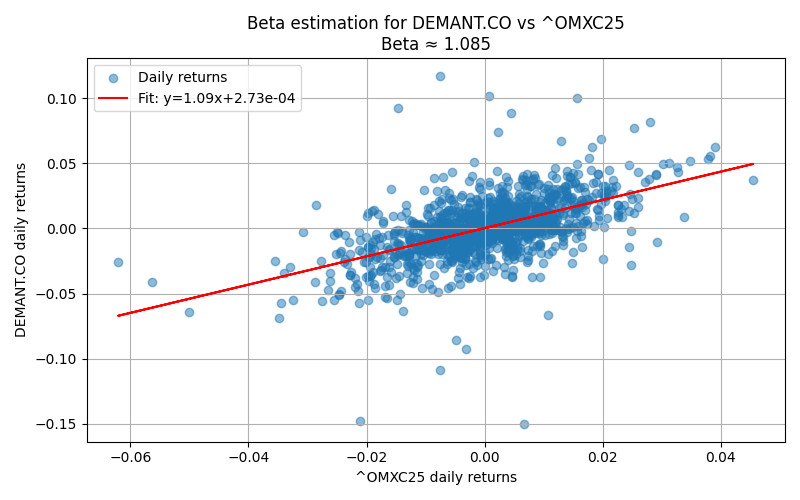 Beta estimation for DEMANT.CO vs ^OMXC25
Beta ≈ 1.085
Daily returns
Fit: y=1.09x+2.73e-04
0.10
0.05
0.00
−0.05
−0.10
−0.15
DEMANT.CO daily returns
−0.06
−0.04
−0.02
0.00
0.02
0.04
^OMXC25 daily returns